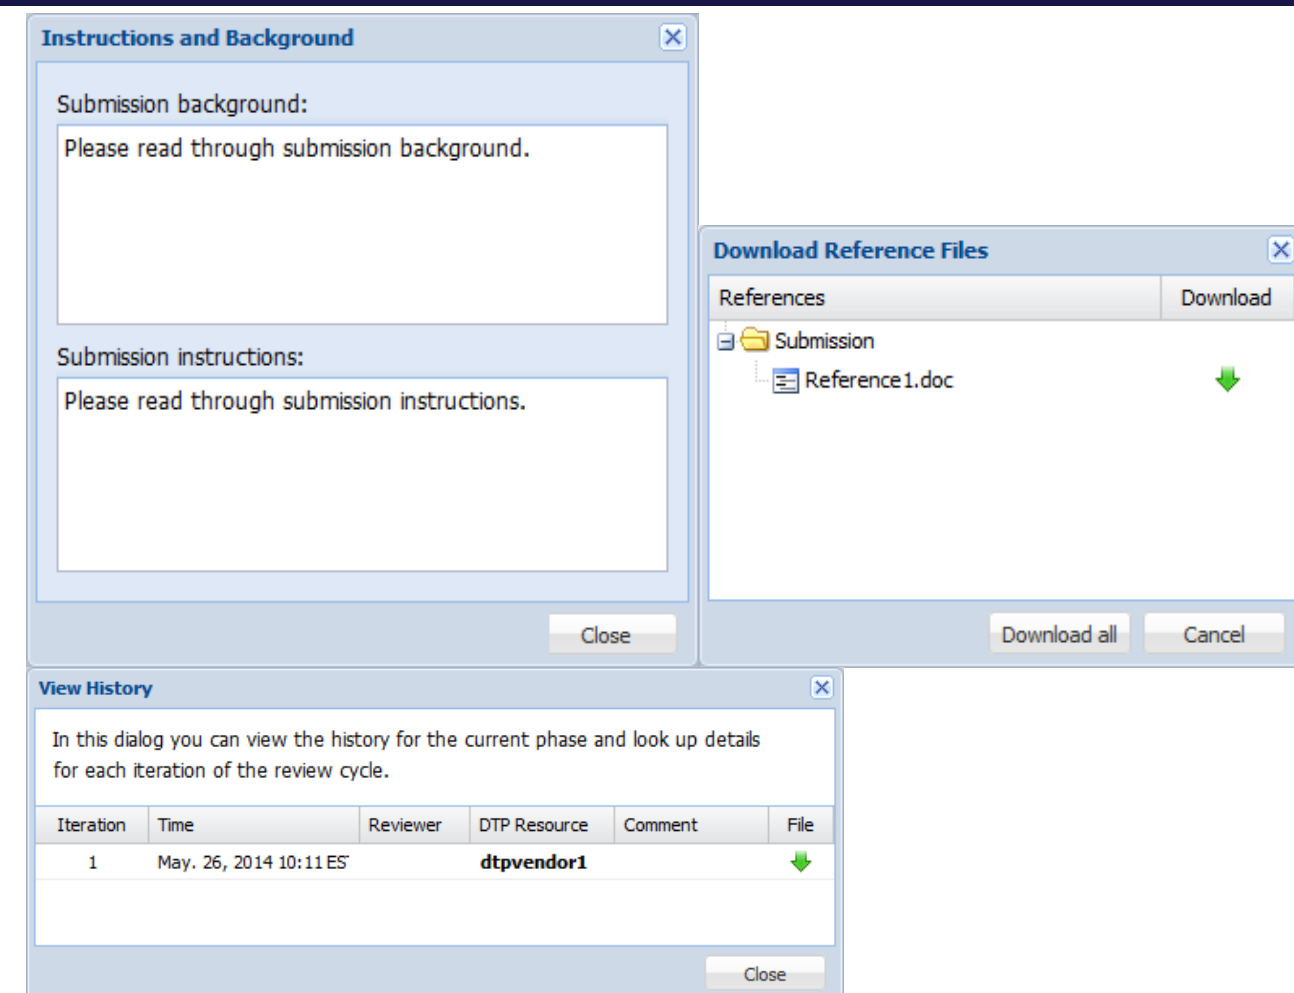 Instructions and Background
Submission background:
Please read through submission background.
Submission instructions:
Please read through submission instructions.
Close
Download Reference Files
References Download
Submission
Reference1.doc
Download all Cancel
View History
In this dialog you can view the history for the current phase and look up details
for each iteration of the review cycle.
Iteration Time Reviewer DTP Resource Comment File
1 May. 26, 2014 10:11 ES dtpvendor1
Close